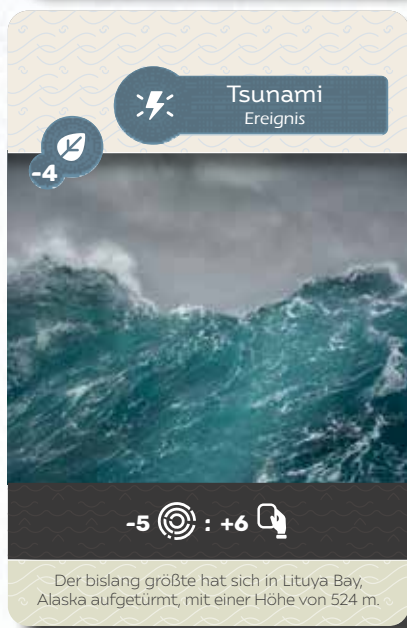 Tsunami
Ereignis
-4
-5 : +6
Der bislang größte hat sich in Lituya Bay,
Alaska aufgetürmt, mit einer Höhe von 524 m.